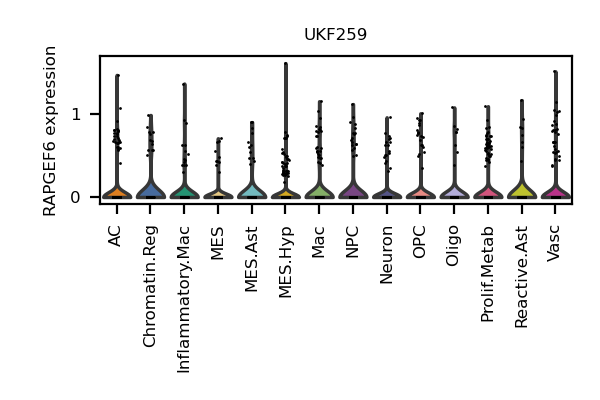 UKF259
RAPGEF6 expression
1
0
AC
Chromatin.Reg
Inflammatory.Mac
MES
MES.Ast
MES.Hyp
Mac
NPC
Neuron
OPC
Oligo
Prolif.Metab
Reactive.Ast
Vasc